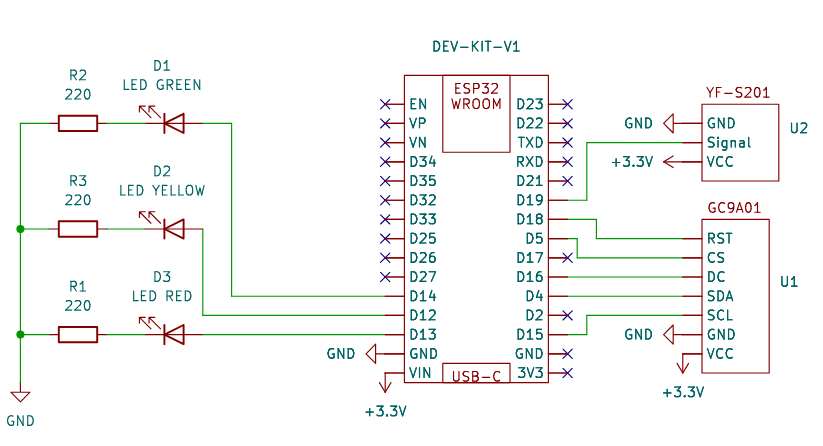 DEV-KIT-V1
R2
220
D1
LED GREEN
R3
220
D2
LED YELLOW
R1
220
D3
LED RED
GND
ESP32
WROOM
EN
VP
VN
D34
D35
D32
D33
D25
D26
D27
D14
D12
D13
GND
VIN
GND
+3.3V
USB-C
D23
D22
TXD
RXD
D21
D19
D18
D5
D17
D16
D4
D2
D15
GND
3V3
YF-S201
GND
GND
Signal
+3.3V
VCC
U2
GC9A01
RST
CS
DC
SDA
SCL
GND
GND
VCC
+3.3V
U1